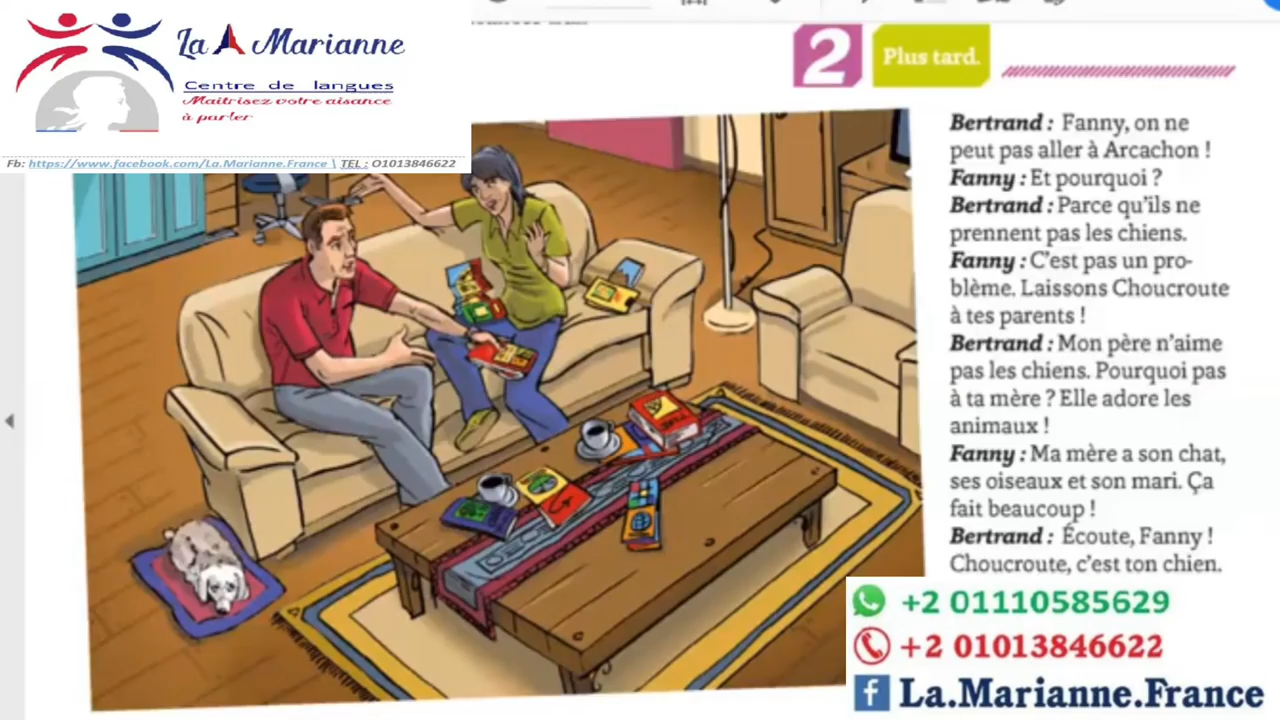 La Marianne
Centre de langues
Maitrisez votre aisance
à parler
Fb: https://www.facebook.com/La.Marianne.France \ TEL : O1013846622
2
Plus tard.
Bertrand : Fanny, on ne
peut pas aller à Arcachon !
Fanny : Et pourquoi ?
Bertrand : Parce qu'ils ne
prennent pas les chiens.
Fanny : C'est pas un pro-
blème. Laissons Choucroute
à tes parents !
Bertrand : Mon père n'aime
pas les chiens. Pourquoi pas
à ta mère ? Elle adore les
animaux !
Fanny : Ma mère a son chat,
ses oiseaux et son mari. Ça
fait beaucoup !
Bertrand : Écoute, Fanny !
Choucroute, c'est ton chien.
+2 01110585629
+2 01013846622
La.Marianne.France